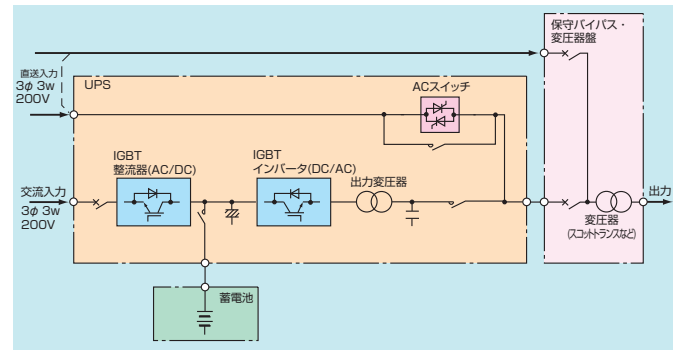 保守バイパス・
変圧器盤
直送入力
3φ 3w
200V
UPS
ACスイッチ
IGBT
整流器(AC/DC)
IGBT
インバータ(DC/AC)
出力変圧器
交流入力
3φ 3w
200V
出力
変圧器
(スコットトランスなど)
蓄電池